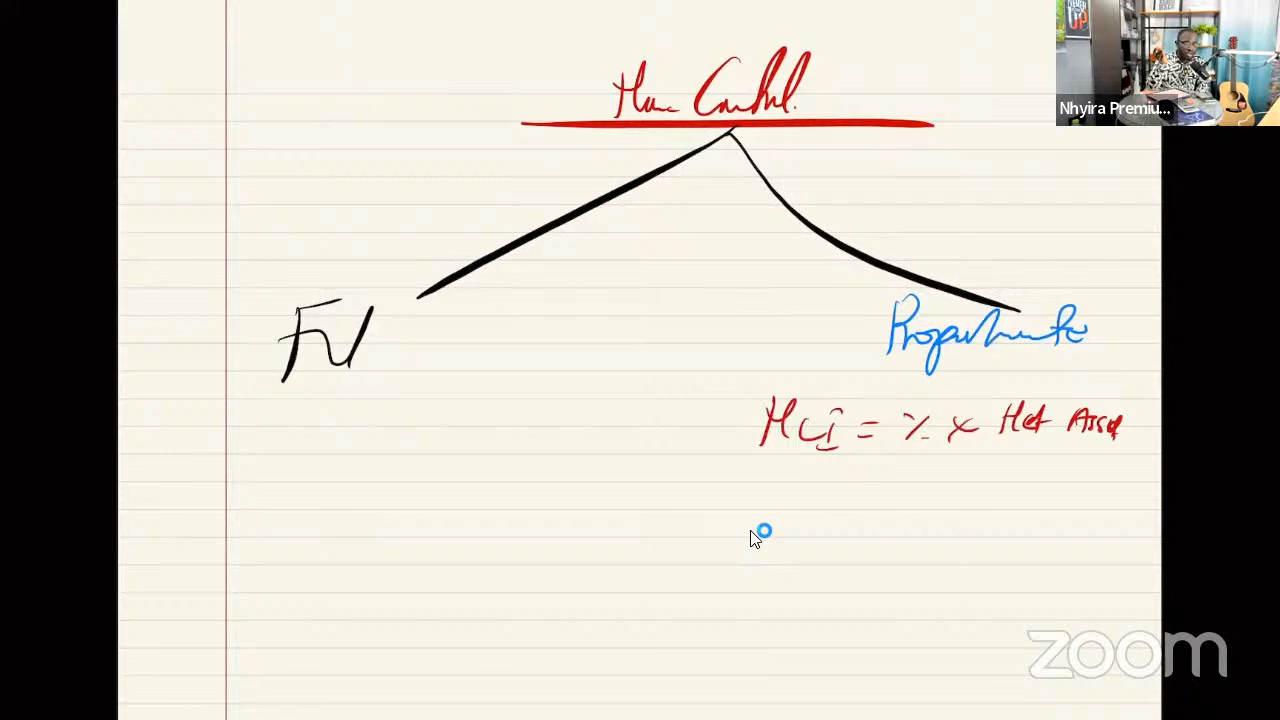 Non Control.
Nhyira Premiu...
FV
Proportionate
NCI = % x Net Asset
zoom